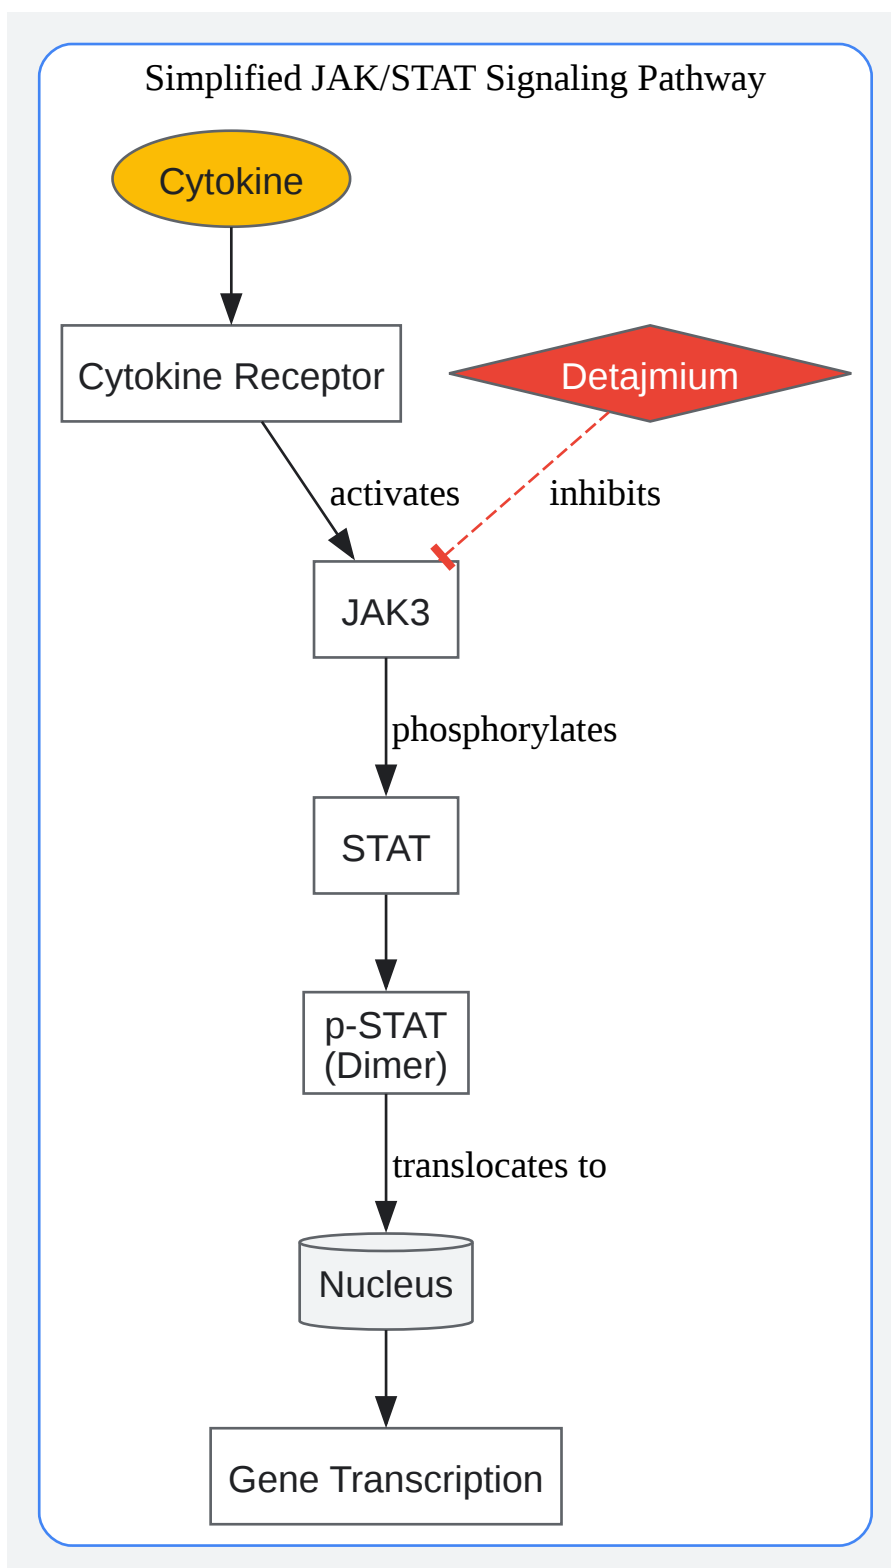 Simplified JAK/STAT Signaling Pathway
Cytokine
Cytokine Receptor
Detajmium
activates
inhibits
JAK3
phosphorylates
STAT
p-STAT
(Dimer)
translocates to
Nucleus
Gene Transcription